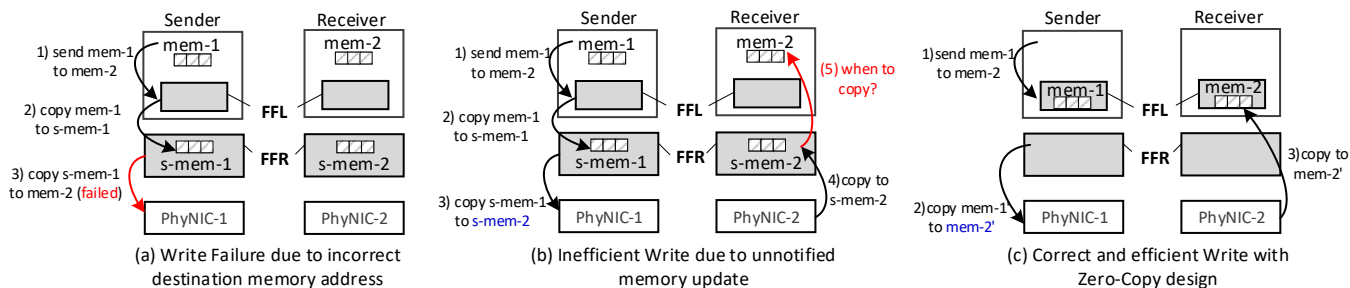 Sender
Receiver
mem-1
mem-2
1) send mem-1
to mem-2
2) copy mem-1
to s-mem-1
FFL
FFR
s-mem-1
s-mem-2
3) copy s-mem-1
to mem-2 (failed)
PhyNIC-1
PhyNIC-2
(a) Write Failure due to incorrect
destination memory address
Sender
Receiver
mem-1
mem-2
1) send mem-1
to mem-2
(5) when to
copy?
2) copy mem-1
to s-mem-1
FFL
FFR
s-mem-1
s-mem-2
3) copy s-mem-1
to s-mem-2
4)copy to
s-mem-2
PhyNIC-1
PhyNIC-2
(b) Inefficient Write due to unnotified
memory update
Sender
Receiver
1)send mem-1
to mem-2
mem-1
mem-2
FFL
FFR
3)copy to
mem-2'
2)copy mem-1'
to mem-2'
PhyNIC-1
PhyNIC-2
(c) Correct and efficient Write with
Zero-Copy design